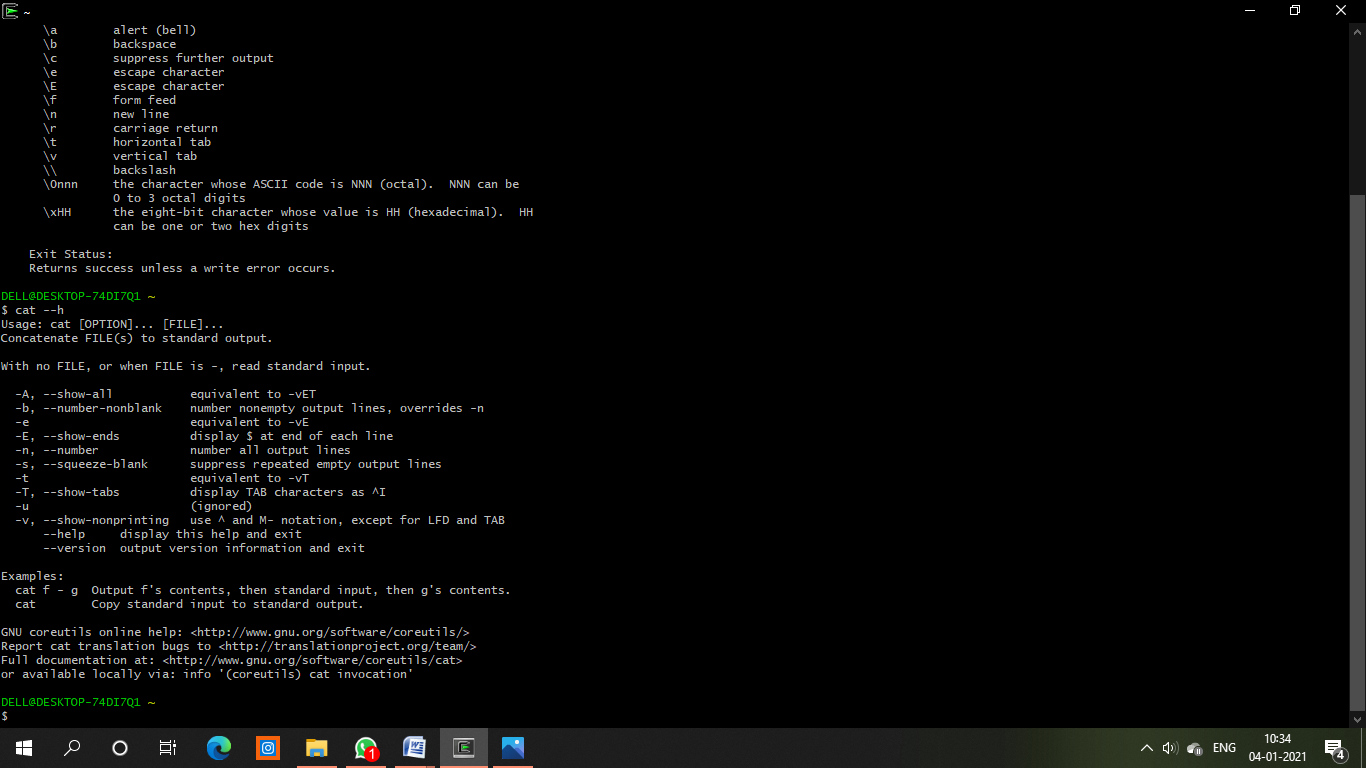 ~
\a        alert (bell)
\b        backspace
\c        suppress further output
\e        escape character
\E        escape character
\f        form feed
\n        new line
\r        carriage return
\t        horizontal tab
\v        vertical tab
\\        backslash
\0nnn     the character whose ASCII code is NNN (octal).  NNN can be
          0 to 3 octal digits
\xHH      the eight-bit character whose value is HH (hexadecimal).  HH
          can be one or two hex digits
Exit Status:
Returns success unless a write error occurs.
DELL@DESKTOP-74DI7Q1 ~
$ cat --h
Usage: cat [OPTION]... [FILE]...
Concatenate FILE(s) to standard output.
With no FILE, or when FILE is -, read standard input.
  -A, --show-all           equivalent to -vET
  -b, --number-nonblank    number nonempty output lines, overrides -n
  -e                       equivalent to -vE
  -E, --show-ends          display $ at end of each line
  -n, --number             number all output lines
  -s, --squeeze-blank      suppress repeated empty output lines
  -t                       equivalent to -vT
  -T, --show-tabs          display TAB characters as ^I
  -u                       (ignored)
  -v, --show-nonprinting   use ^ and M- notation, except for LFD and TAB
      --help     display this help and exit
      --version  output version information and exit
Examples:
  cat f - g  Output f's contents, then standard input, then g's contents.
  cat        Copy standard input to standard output.
GNU coreutils online help: <http://www.gnu.org/software/coreutils/>
Report cat translation bugs to <http://translationproject.org/team/>
Full documentation at: <http://www.gnu.org/software/coreutils/cat>
or available locally via: info '(coreutils) cat invocation'
DELL@DESKTOP-74DI7Q1 ~
$
1
W
ENG
10:34
04-01-2021
4